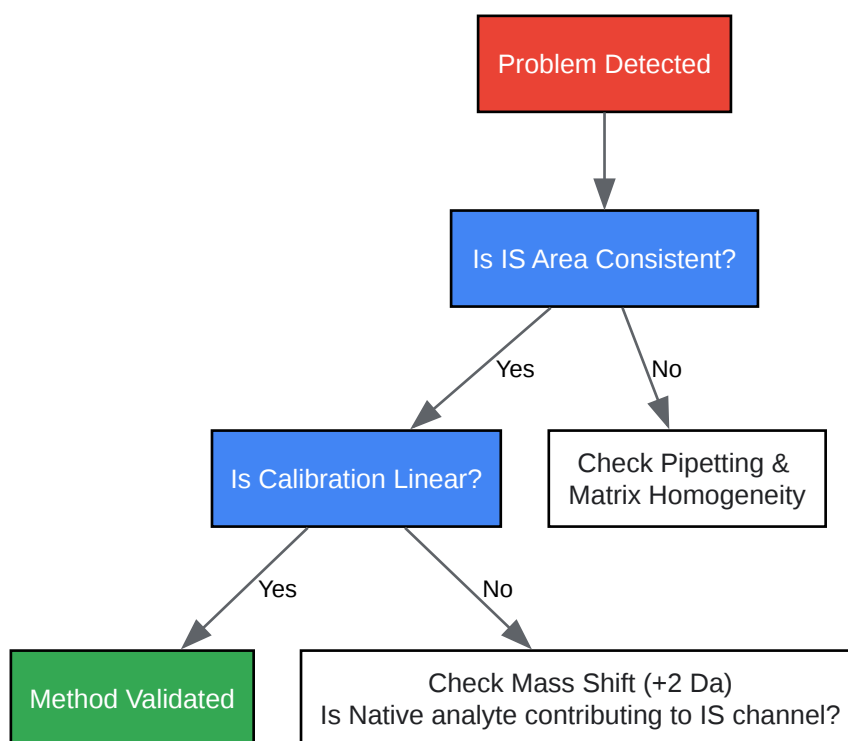 Problem Detected
Is IS Area Consistent?
Yes
No
Is Calibration Linear?
Check Pipetting &
Matrix Homogeneity
Yes
No
Method Validated
Check Mass Shift (+2 Da)
Is Native analyte contributing to IS channel?